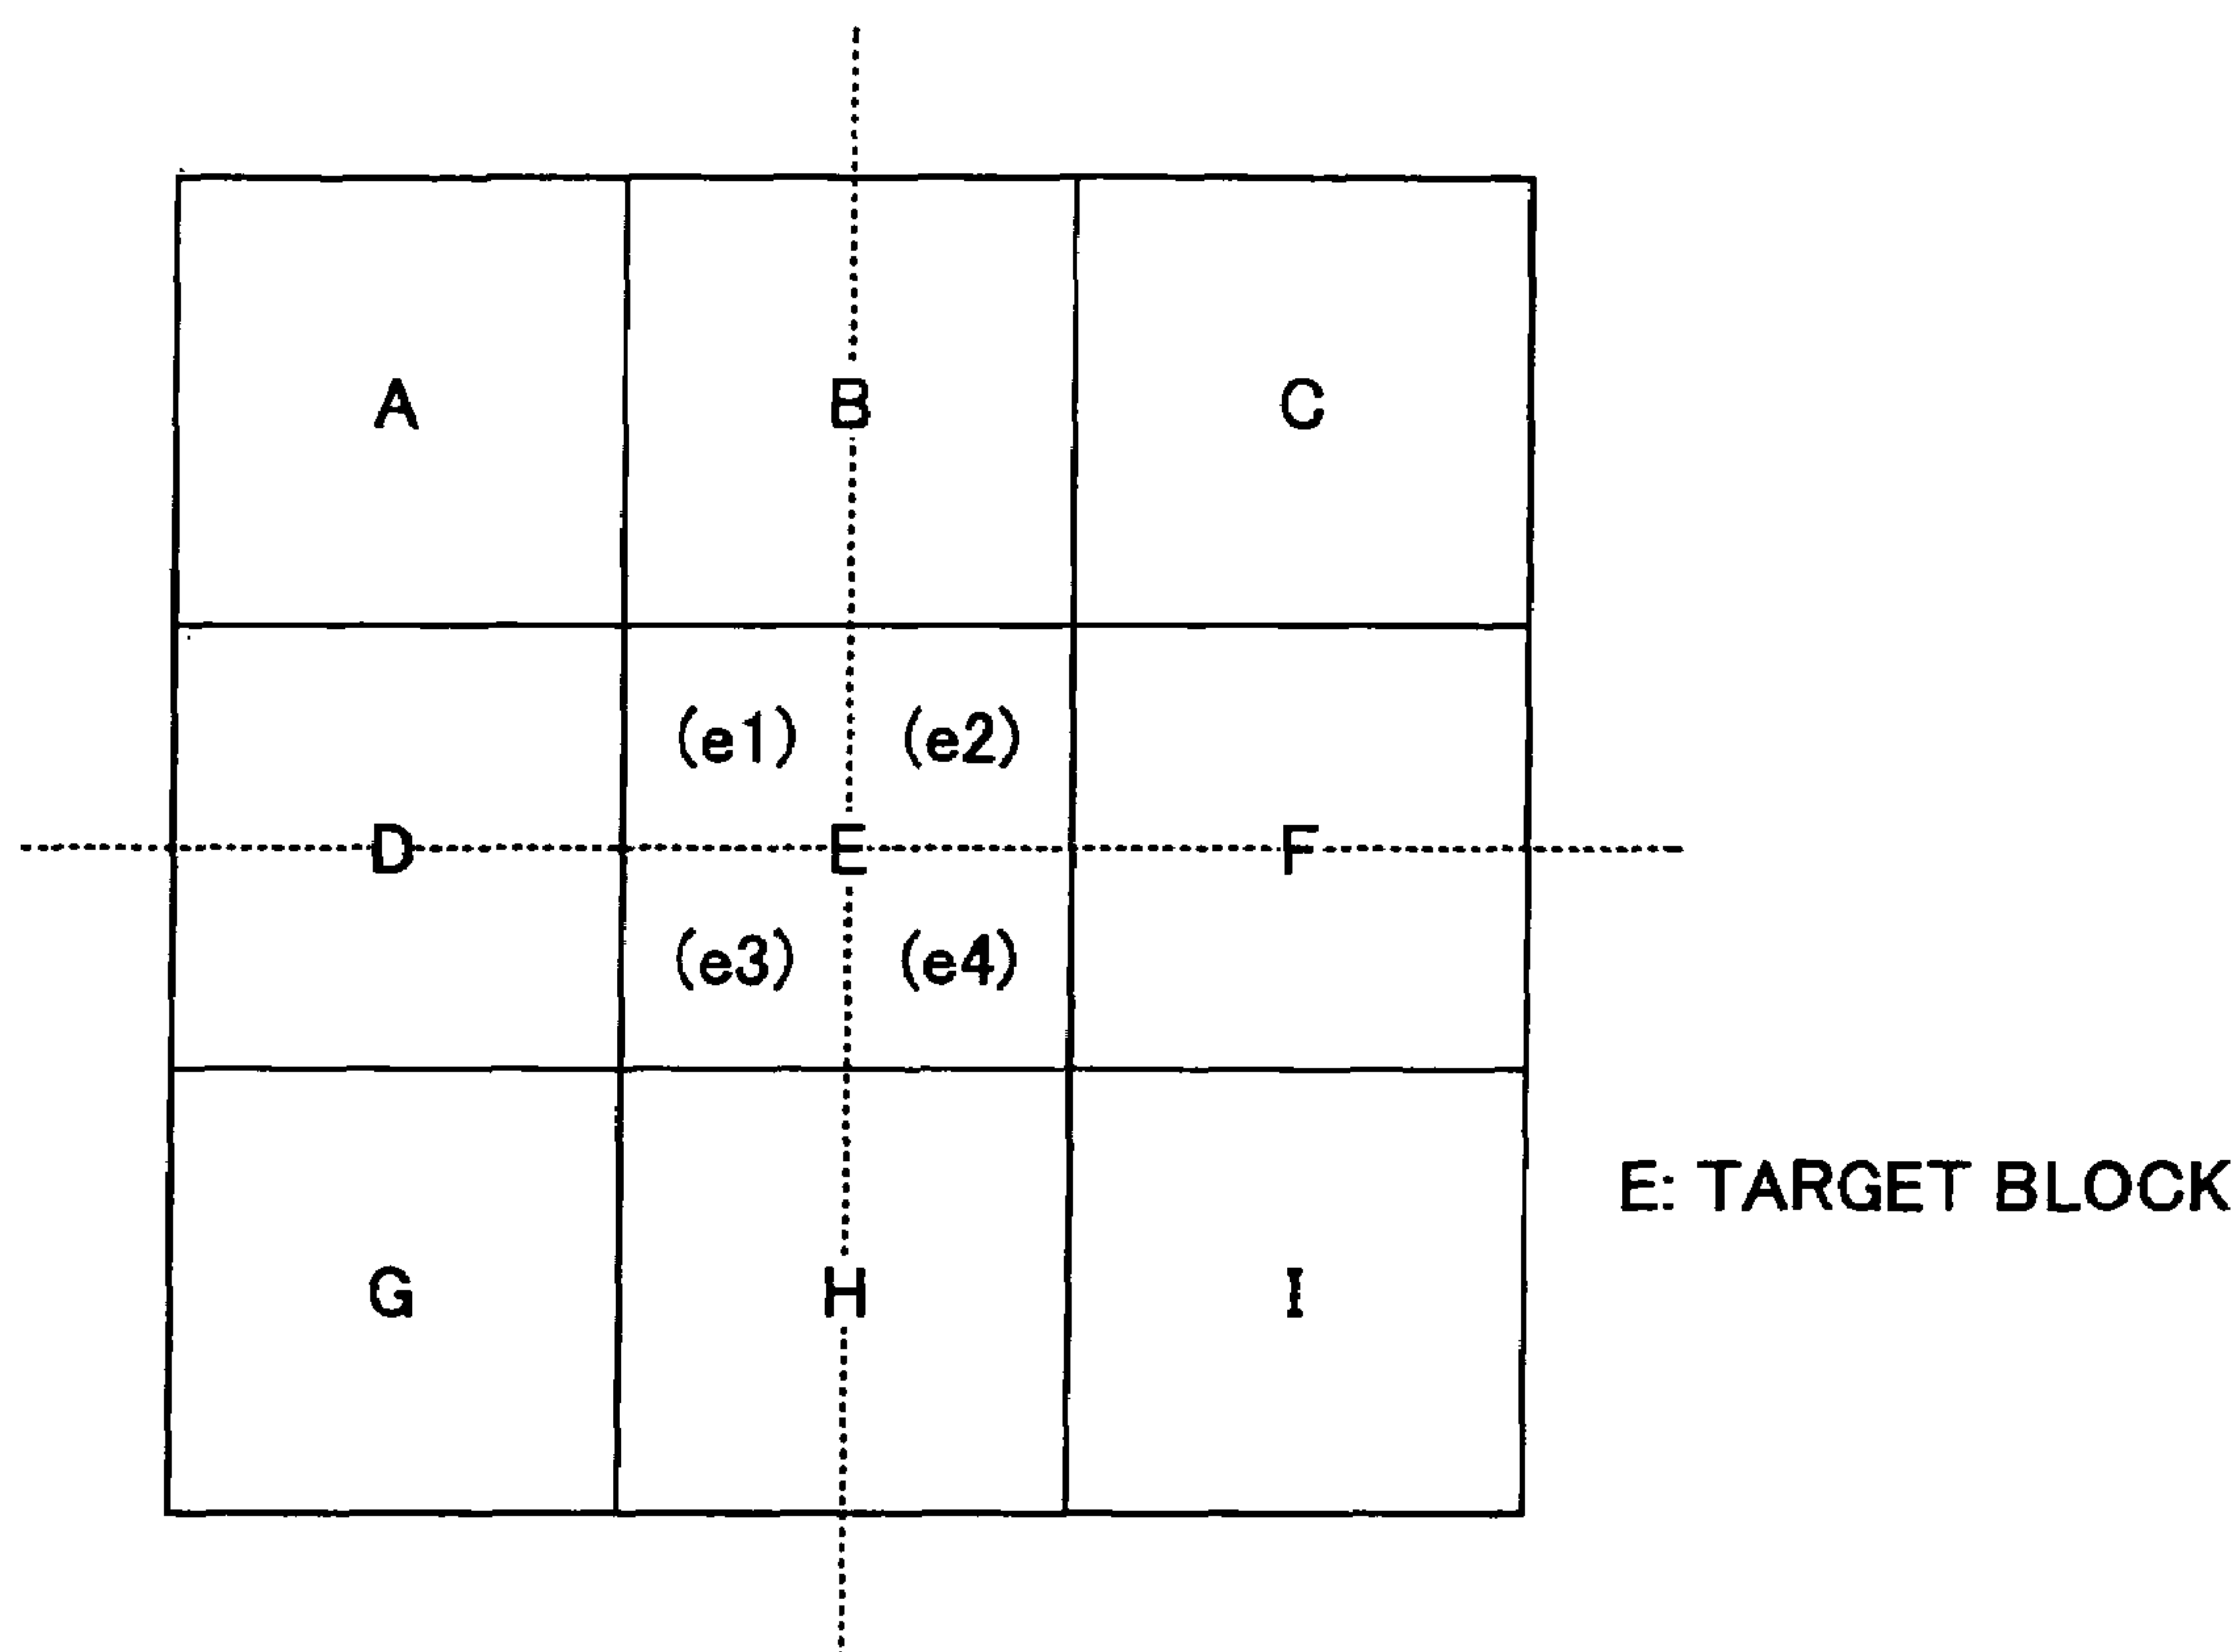 A B C
(e1) (e2)
D E F
(e3) (e4)
E: TARGET BLOCK
G H I